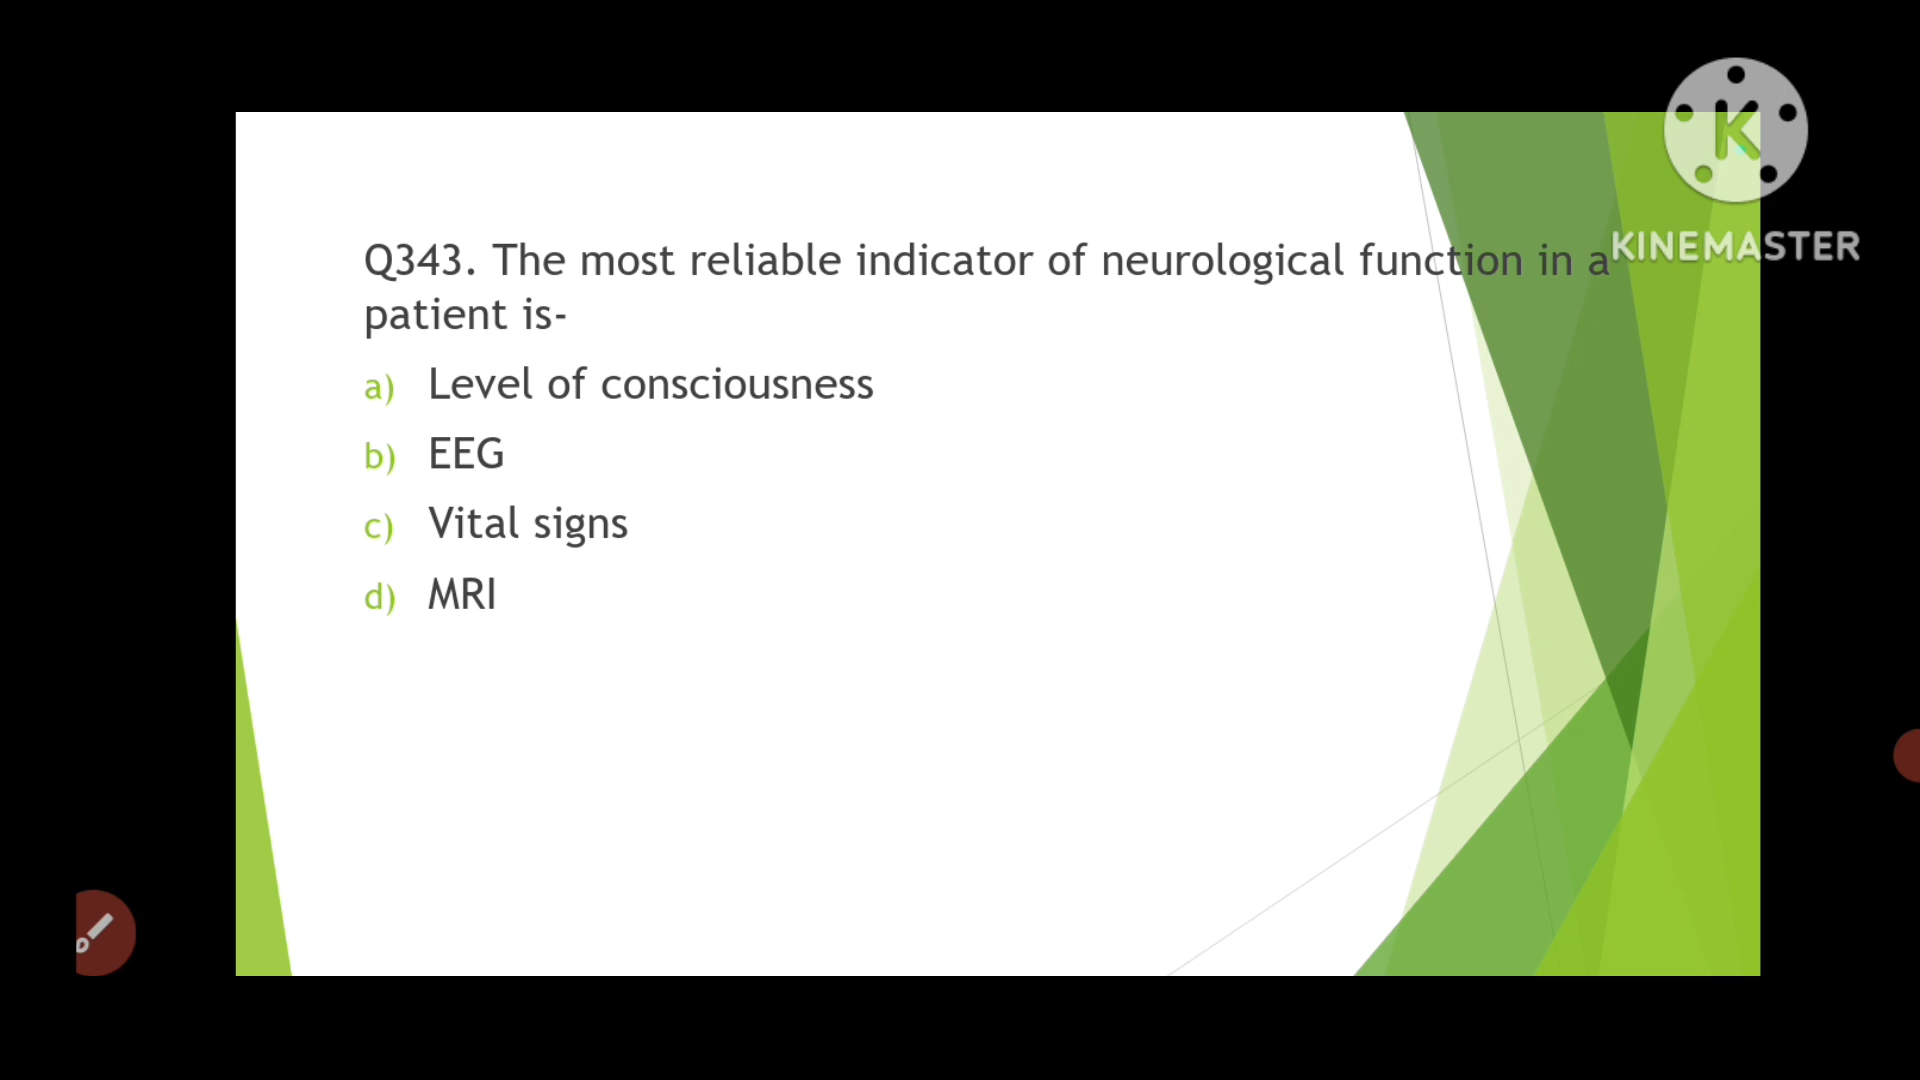 KINEMASTER
Q343. The most reliable indicator of neurological function in a
patient is-
a) Level of consciousness
b) EEG
c) Vital signs
d) MRI